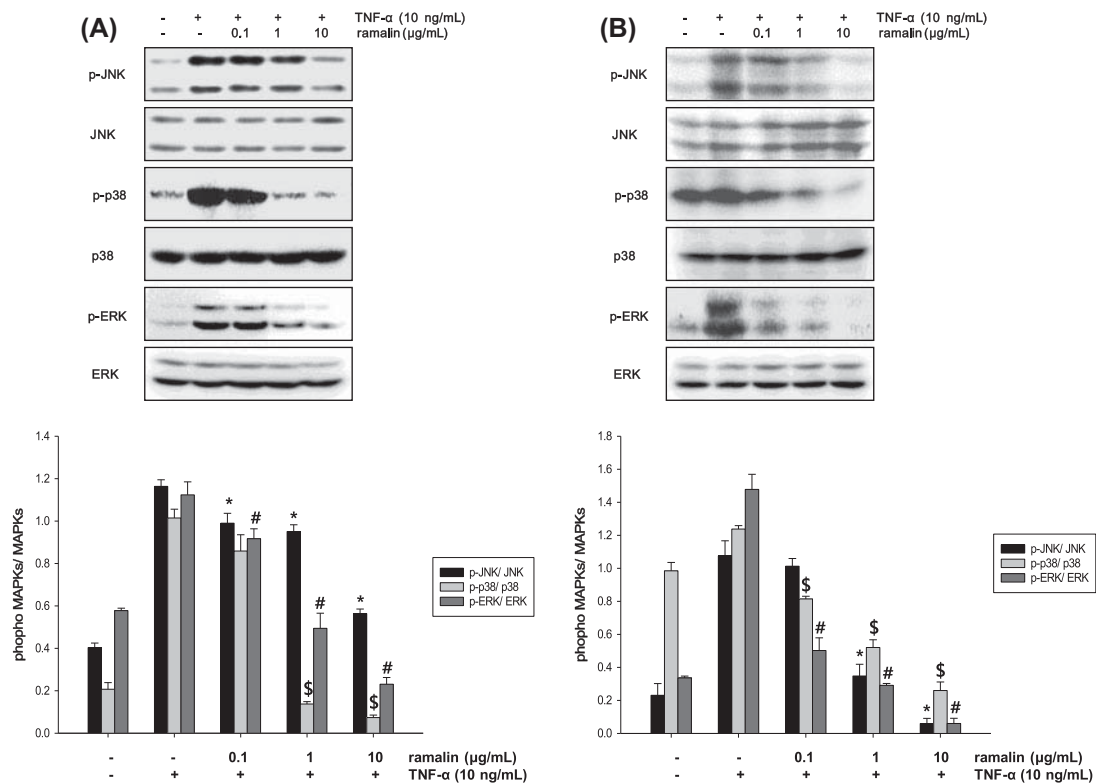 (A)
- + + + + TNF-α (10 ng/mL)
- - 0.1 1 10 ramalin (μg/mL)
p-JNK
JNK
p-p38
p38
p-ERK
ERK
(B)
- + + + + TNF-α (10 ng/mL)
- - 0.1 1 10 ramalin (μg/mL)
p-JNK
JNK
p-p38
p38
p-ERK
ERK
phopho MAPKs/ MAPKs
1.4
1.2
1.0
0.8
0.6
0.4
0.2
0.0
* # * $ # * $ #
p-JNK/ JNK
p-p38/ p38
p-ERK/ ERK
- - 0.1 1 10 ramalin (μg/mL)
- + + + + TNF-α (10 ng/mL)
phopho MAPKs/ MAPKs
1.8
1.6
1.4
1.2
1.0
0.8
0.6
0.4
0.2
0.0
$ # * $ # * $ #
p-JNK/ JNK
p-p38/ p38
p-ERK/ ERK
- - 0.1 1 10 ramalin (μg/mL)
- + + + + TNF-α (10 ng/mL)